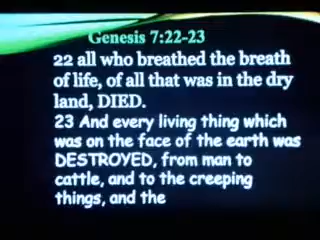 Genesis 7:22-23
22 all who breathed the breath
of life, of all that was in the dry
land, DIED.
23 And every living thing which
was on the face of the earth was
DESTROYED, from man to
cattle, and to the creeping
things, and the